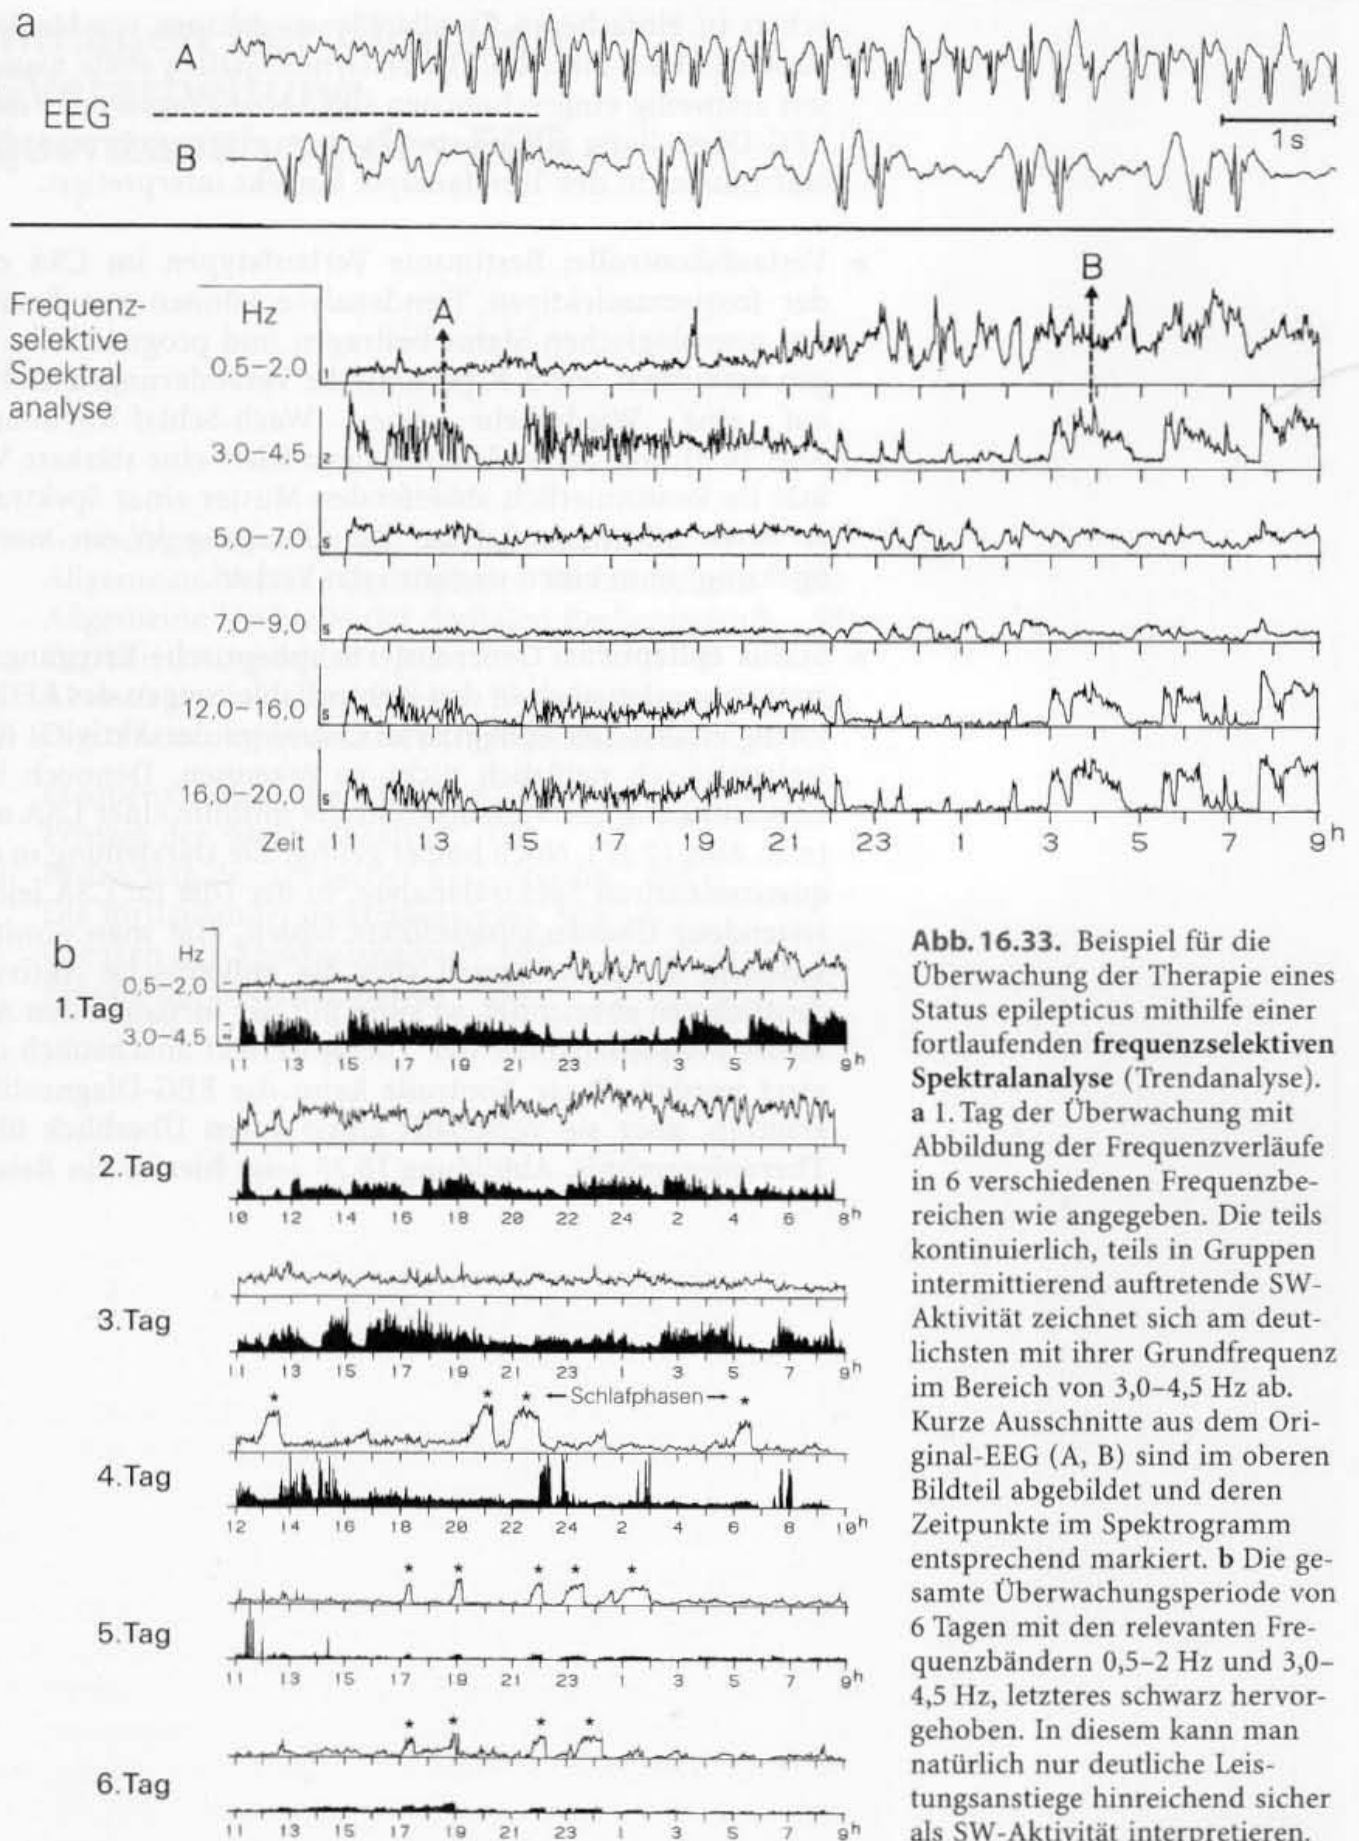 a
A
EEG
1 s
B
Frequenz-
selektive
Spektral
analyse
Hz
A
B
0.5–2.0
3.0–4.5
5.0–7.0
7.0–9.0
12.0–16.0
16.0–20.0
Zeit 11 13 15 17 19 21 23 1 3 5 7 9h
b
Hz
0.5–2.0
1.Tag
3.0–4.5
11 13 15 17 19 21 23 1 3 5 7 9h
2.Tag
10 12 14 16 18 20 22 24 2 4 6 8h
3.Tag
11 13 15 17 19 21 23 1 3 5 7 9h
* * * ←Schlafphasen→ *
4.Tag
12 14 16 18 20 22 24 2 4 6 8 10h
* * * * *
5.Tag
11 13 15 17 19 21 23 1 3 5 7 9h
* * * *
6.Tag
11 13 15 17 19 21 23 1 3 5 7 9h
Abb. 16.33. Beispiel für die
Überwachung der Therapie eines
Status epilepticus mithilfe einer
fortlaufenden frequenzselektiven
Spektralanalyse (Trendanalyse).
a 1. Tag der Überwachung mit
Abbildung der Frequenzverläufe
in 6 verschiedenen Frequenzbe-
reichen wie angegeben. Die teils
kontinuierlich, teils in Gruppen
intermittierend auftretende SW-
Aktivität zeichnet sich am deut-
lichsten mit ihrer Grundfrequenz
im Bereich von 3,0–4,5 Hz ab.
Kurze Ausschnitte aus dem Ori-
ginal-EEG (A, B) sind im oberen
Bildteil abgebildet und deren
Zeitpunkte im Spektrogramm
entsprechend markiert. b Die ge-
samte Überwachungsperiode von
6 Tagen mit den relevanten Fre-
quenzbändern 0,5–2 Hz und 3,0–
4,5 Hz, letzteres schwarz hervor-
gehoben. In diesem kann man
natürlich nur deutliche Leis-
tungsanstiege hinreichend sicher
als SW-Aktivität interpretieren.